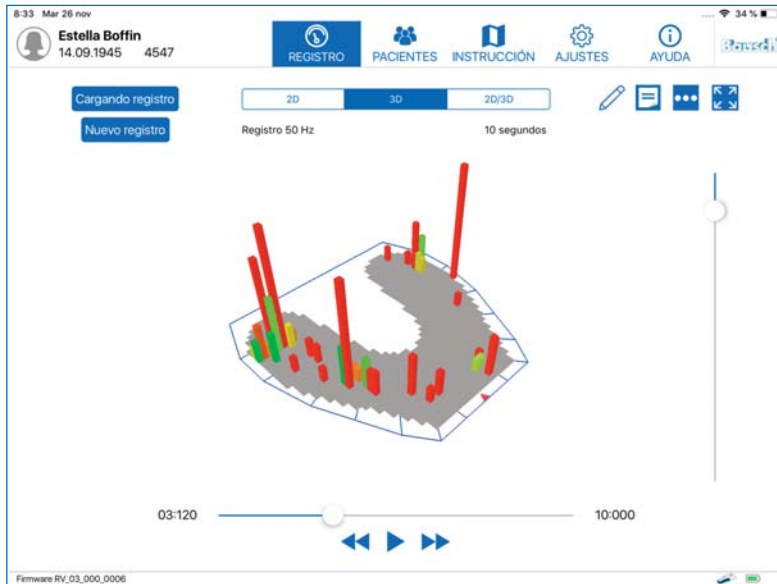 8:33 Mar 26 nov
34 %
Estella Boffin
14.09.1945 4547
REGISTRO
PACIENTES
INSTRUCCIÓN
AJUSTES
AYUDA
Bausch
Cargando registro
2D
3D
2D/3D
Nuevo registro
Registro 50 Hz
10 segundos
03:120
10:000
Firmware RV_03_000_0006